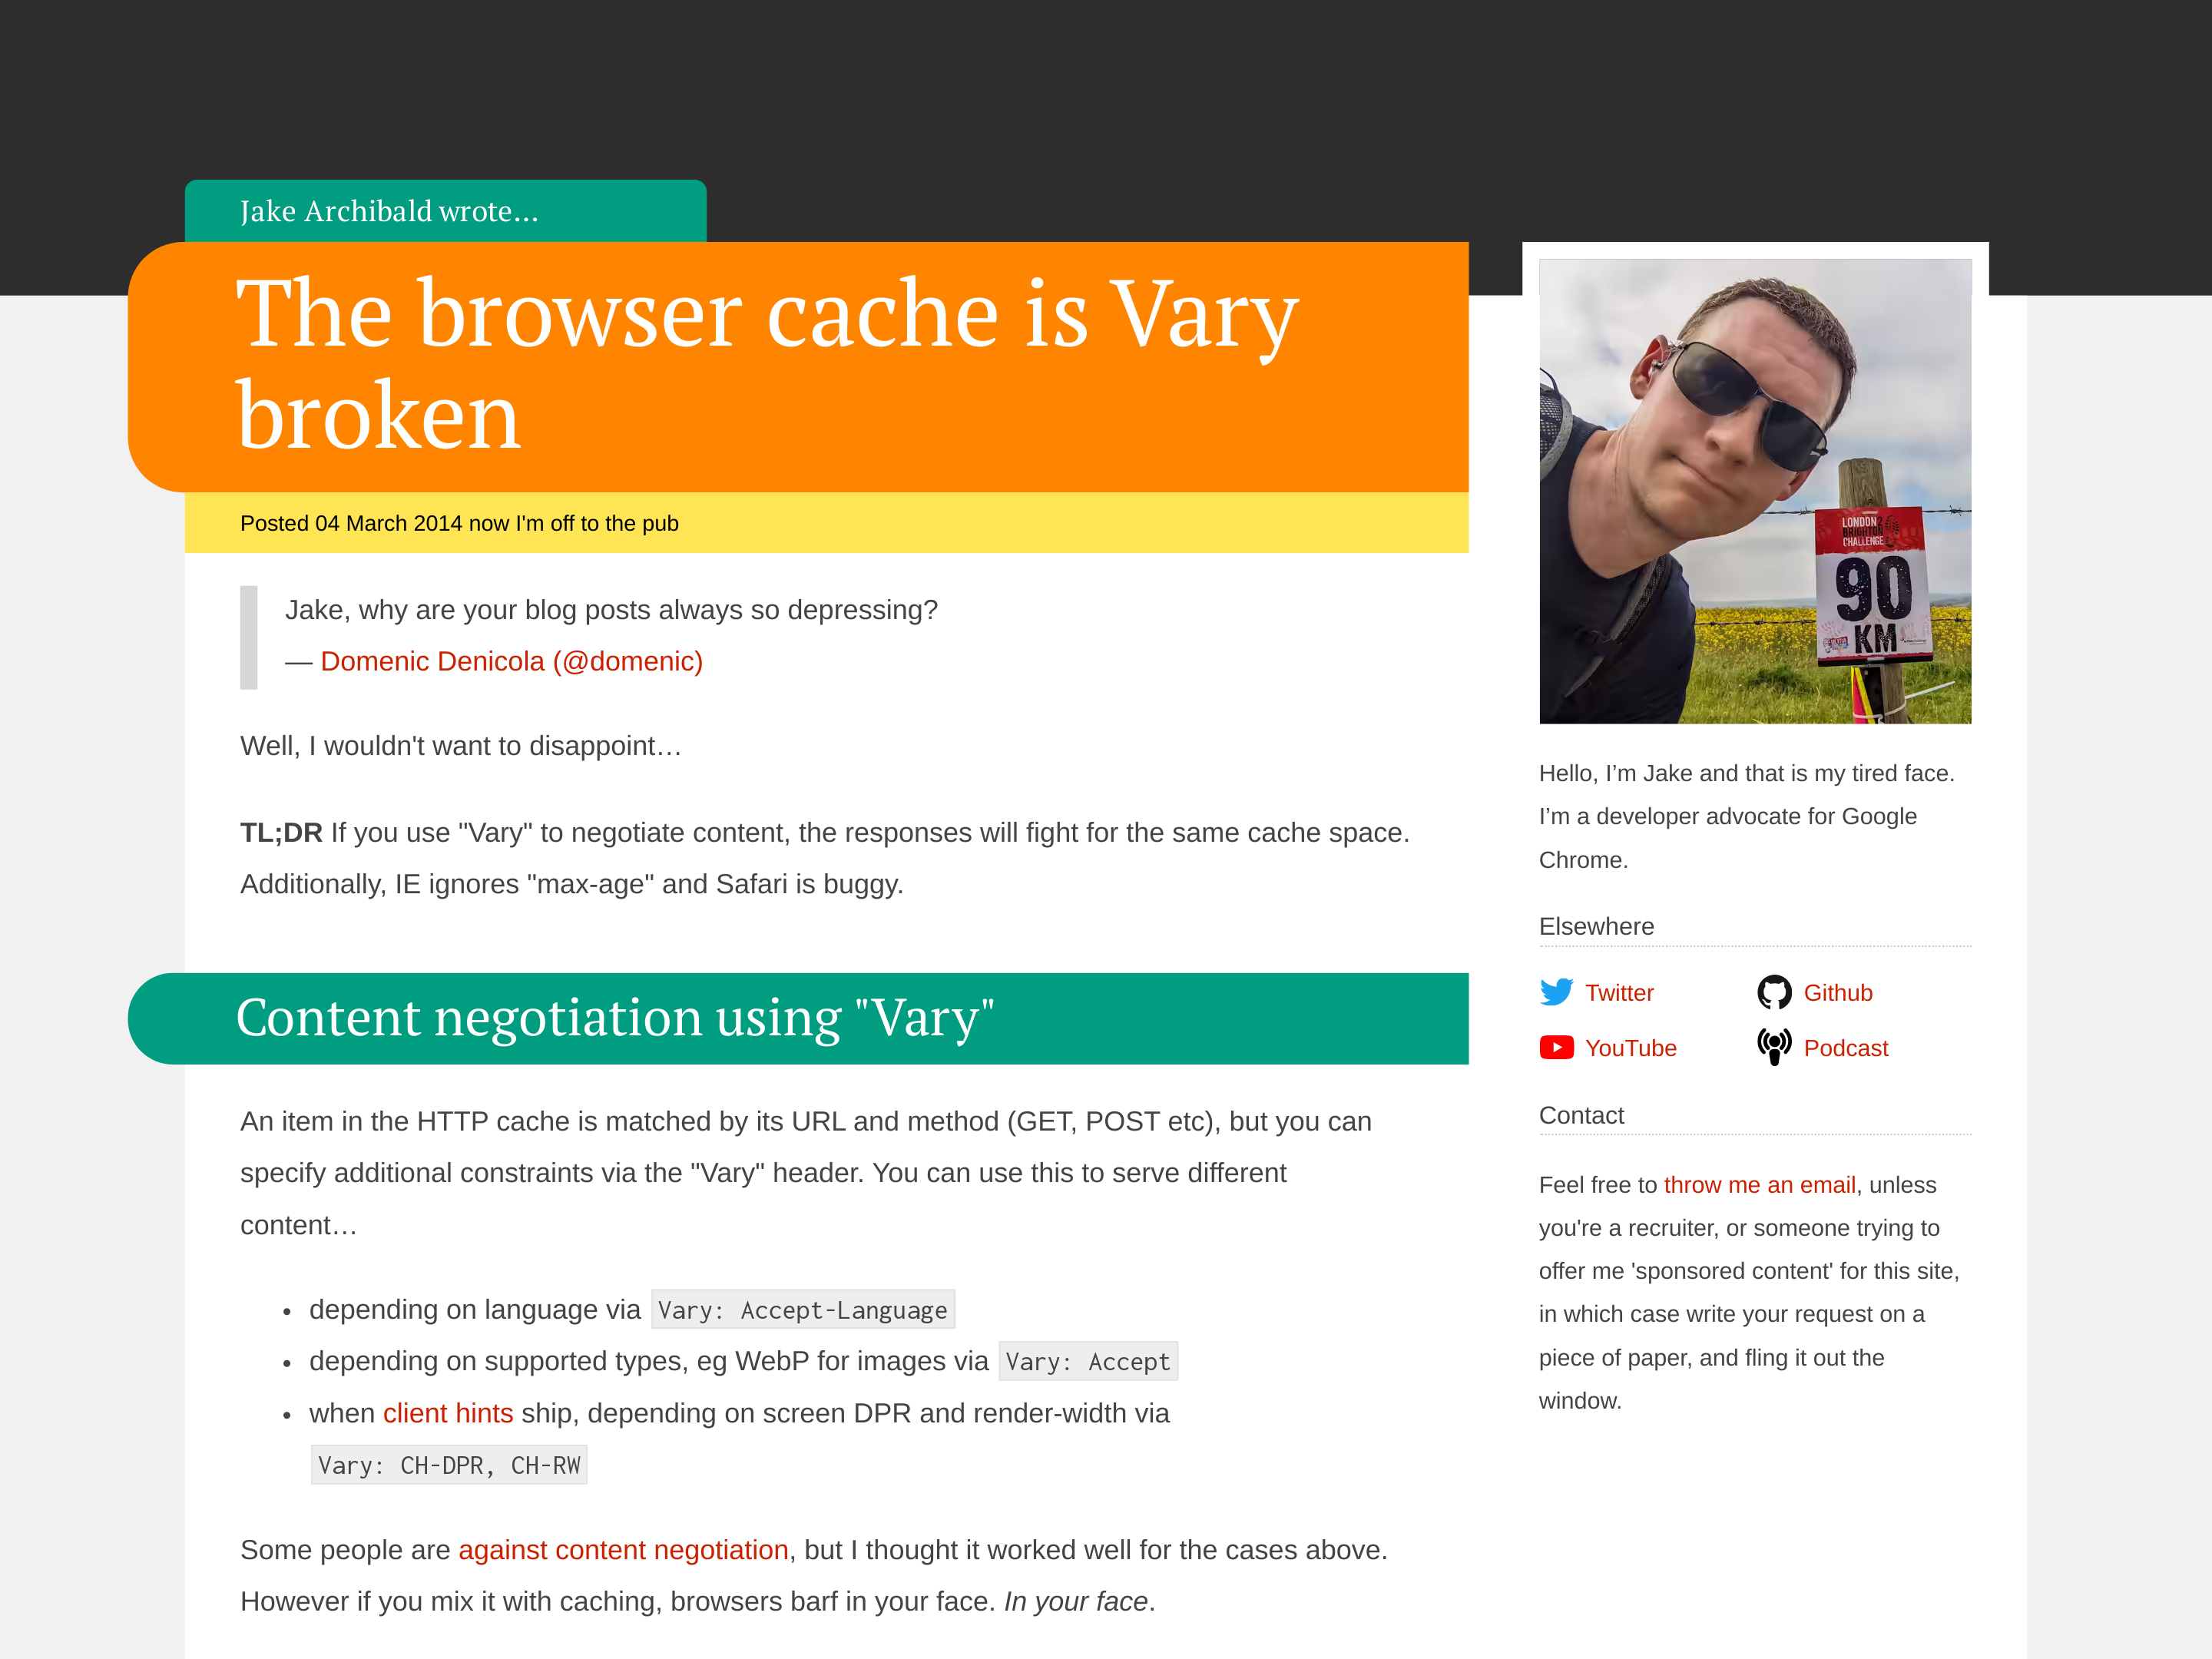 Jake Archibald wrote…
The browser cache is Vary
broken
Posted 04 March 2014 now I'm off to the pub
Jake, why are your blog posts always so depressing?
— Domenic Denicola (@domenic)
Well, I wouldn't want to disappoint…
TL;DR If you use "Vary" to negotiate content, the responses will fight for the same cache space.
Additionally, IE ignores "max-age" and Safari is buggy.
Content negotiation using "Vary"
An item in the HTTP cache is matched by its URL and method (GET, POST etc), but you can
specify additional constraints via the "Vary" header. You can use this to serve different
content…
• depending on language via Vary: Accept-Language
• depending on supported types, eg WebP for images via Vary: Accept
• when client hints ship, depending on screen DPR and render-width via
Vary: CH-DPR, CH-RW
Some people are against content negotiation, but I thought it worked well for the cases above.
However if you mix it with caching, browsers barf in your face. In your face.
LONDON2
BRIGHTON
CHALLENGE
90
KM
Hello, I’m Jake and that is my tired face.
I’m a developer advocate for Google
Chrome.
Elsewhere
Twitter
Github
YouTube
Podcast
Contact
Feel free to throw me an email, unless
you're a recruiter, or someone trying to
offer me 'sponsored content' for this site,
in which case write your request on a
piece of paper, and fling it out the
window.